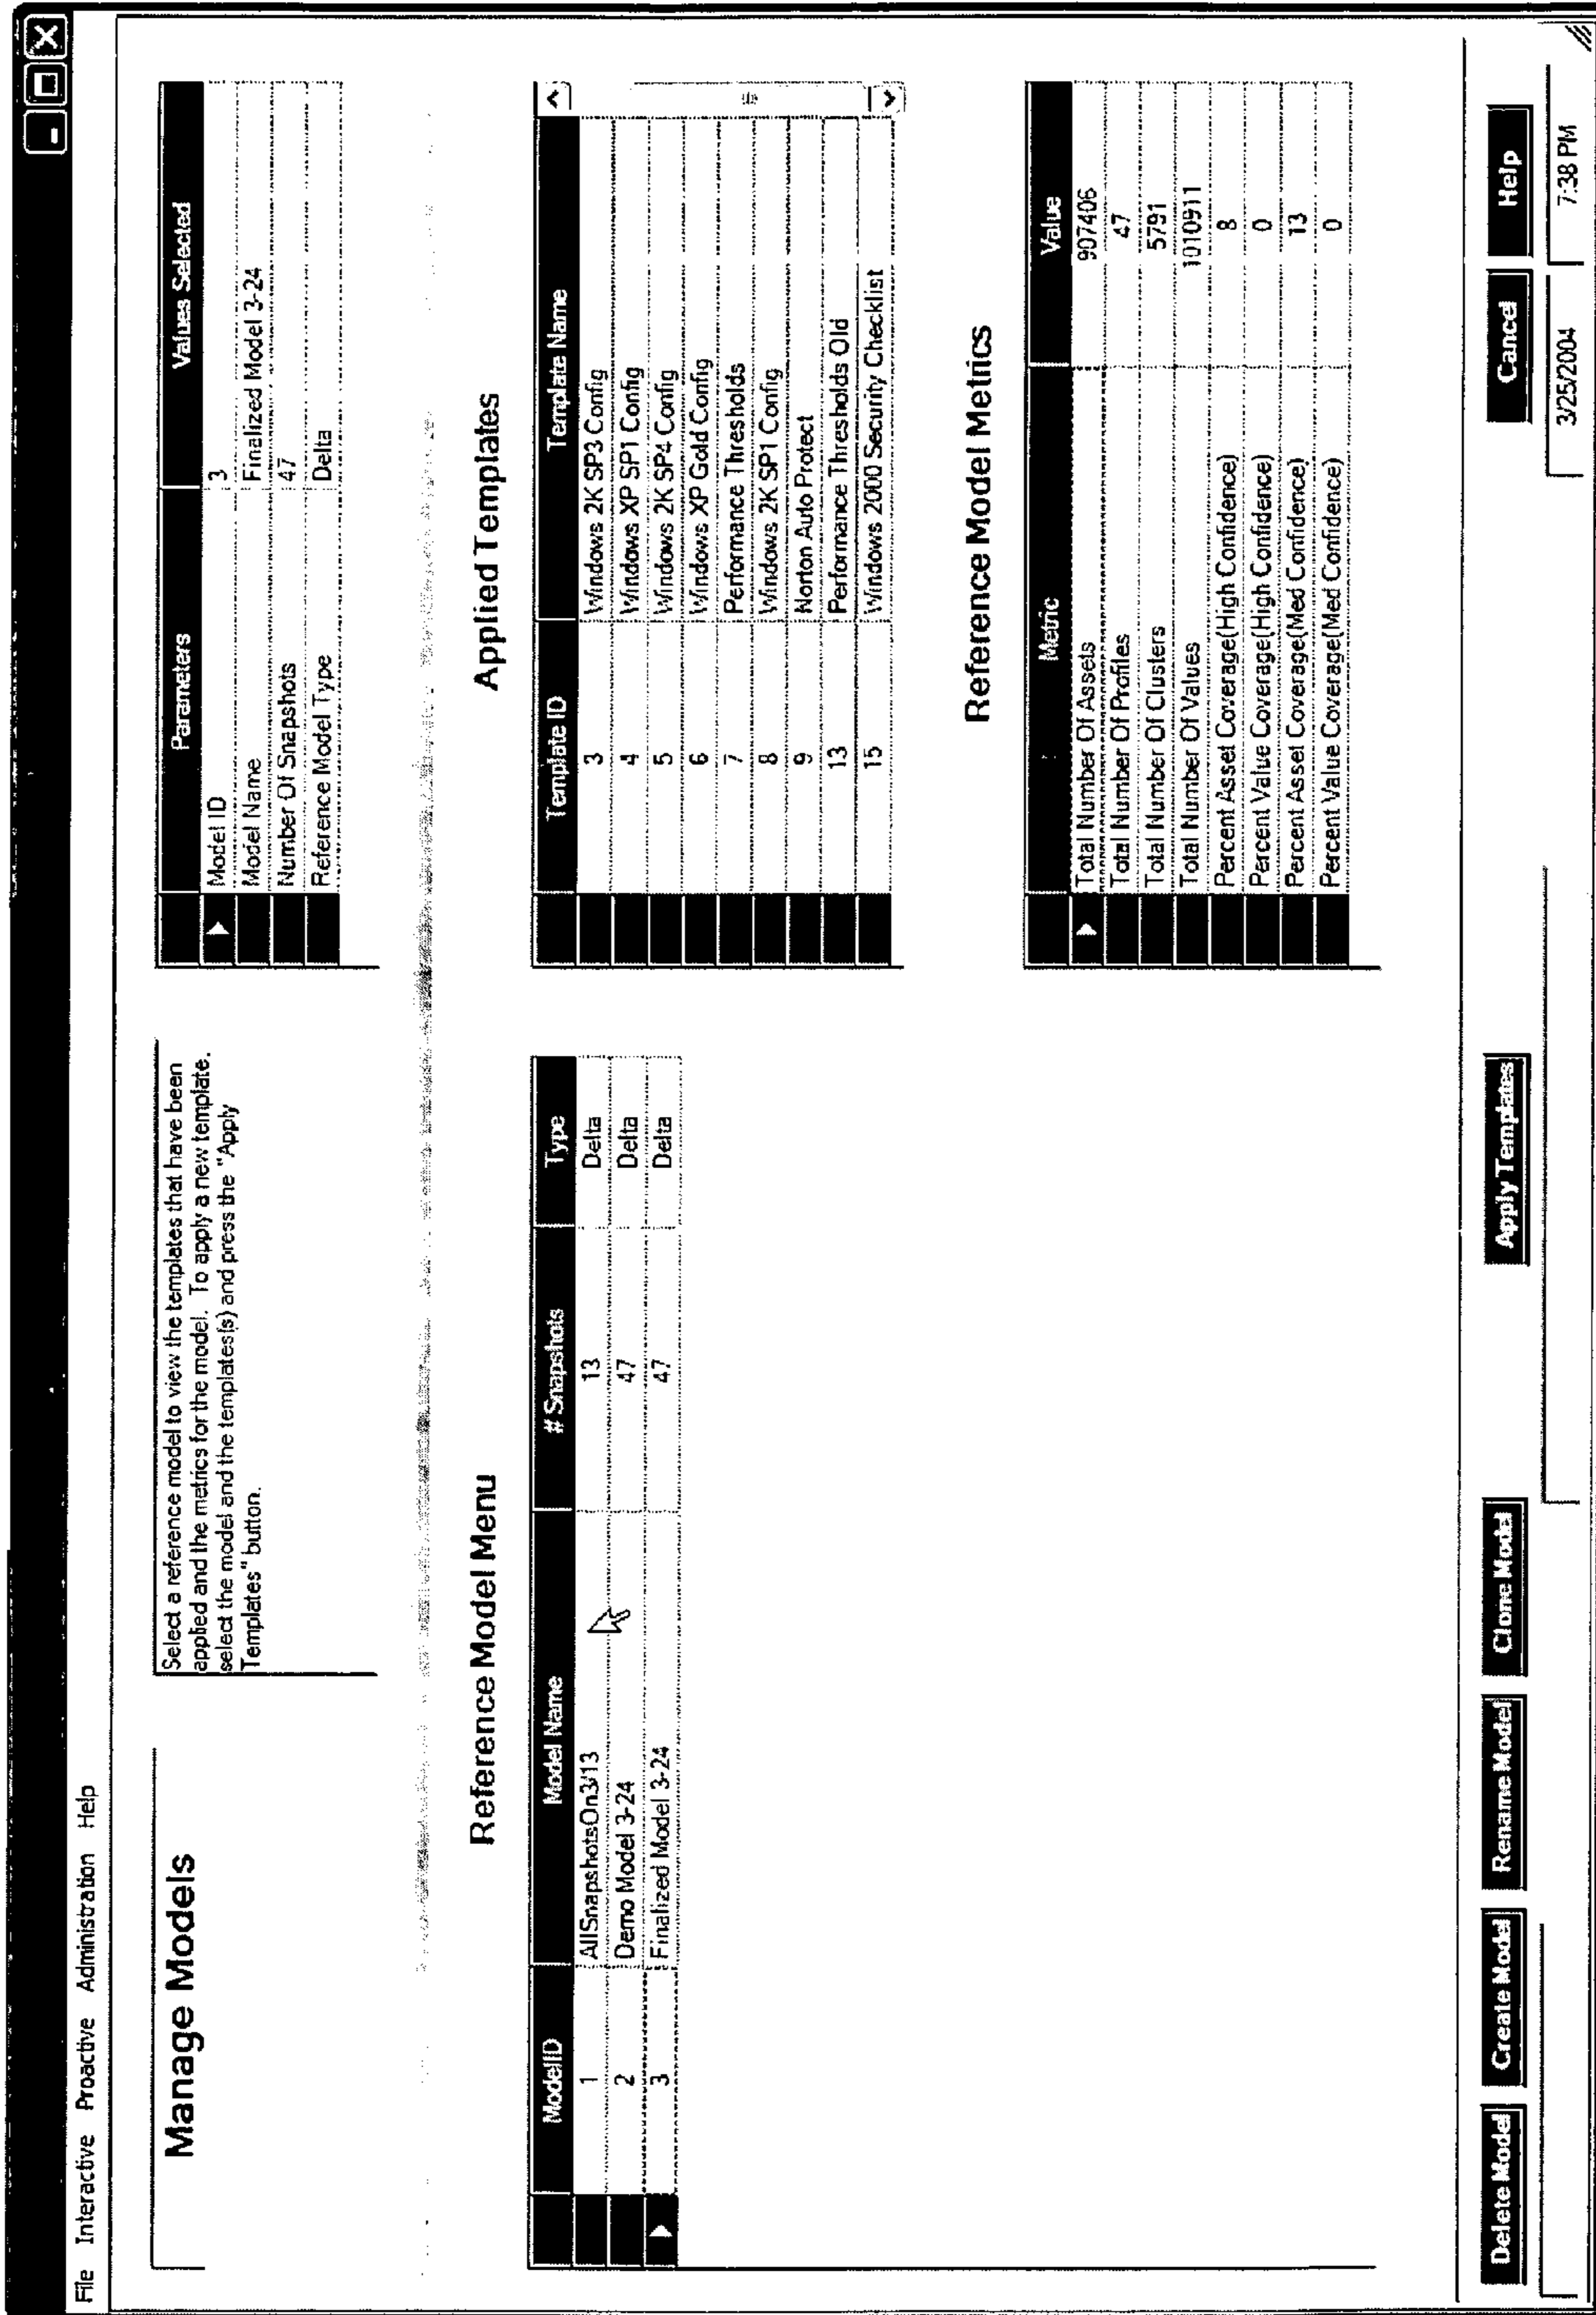 File Interactive Proactive Administration Help
Manage Models
Select a reference model to view the templates that have been
applied and the metrics for the model. To apply a new template,
select the model and the templates(s) and press the "Apply
Templates" button.
Parameters Values Selected
Model ID 3
Model Name Finalized Model 3-24
Number Of Snapshots 47
Reference Model Type Delta
Reference Model Menu
ModelID Model Name # Snapshots Type
1 AllSnapshotsOn3/13 13 Delta
2 Demo Model 3-24 47 Delta
3 Finalized Model 3-24 47 Delta
Applied Templates
Template ID Template Name
3 Windows 2K SP3 Config
4 Windows XP SP1 Config
5 Windows 2K SP4 Config
6 Windows XP Gold Config
7 Performance Thresholds
8 Windows 2K SP1 Config
9 Norton Auto Protect
13 Performance Thresholds Old
15 Windows 2000 Security Checklist
Reference Model Metrics
Metric Value
Total Number Of Assets 907406
Total Number Of Profiles 47
Total Number Of Clusters 5791
Total Number Of Values 1010911
Percent Asset Coverage(High Confidence) 8
Percent Value Coverage(High Confidence) 0
Percent Asset Coverage(Med Confidence) 13
Percent Value Coverage(Med Confidence) 0
Delete Model Create Model Rename Model Clone Model Apply Templates Cancel Help
3/25/2004 7:38 PM